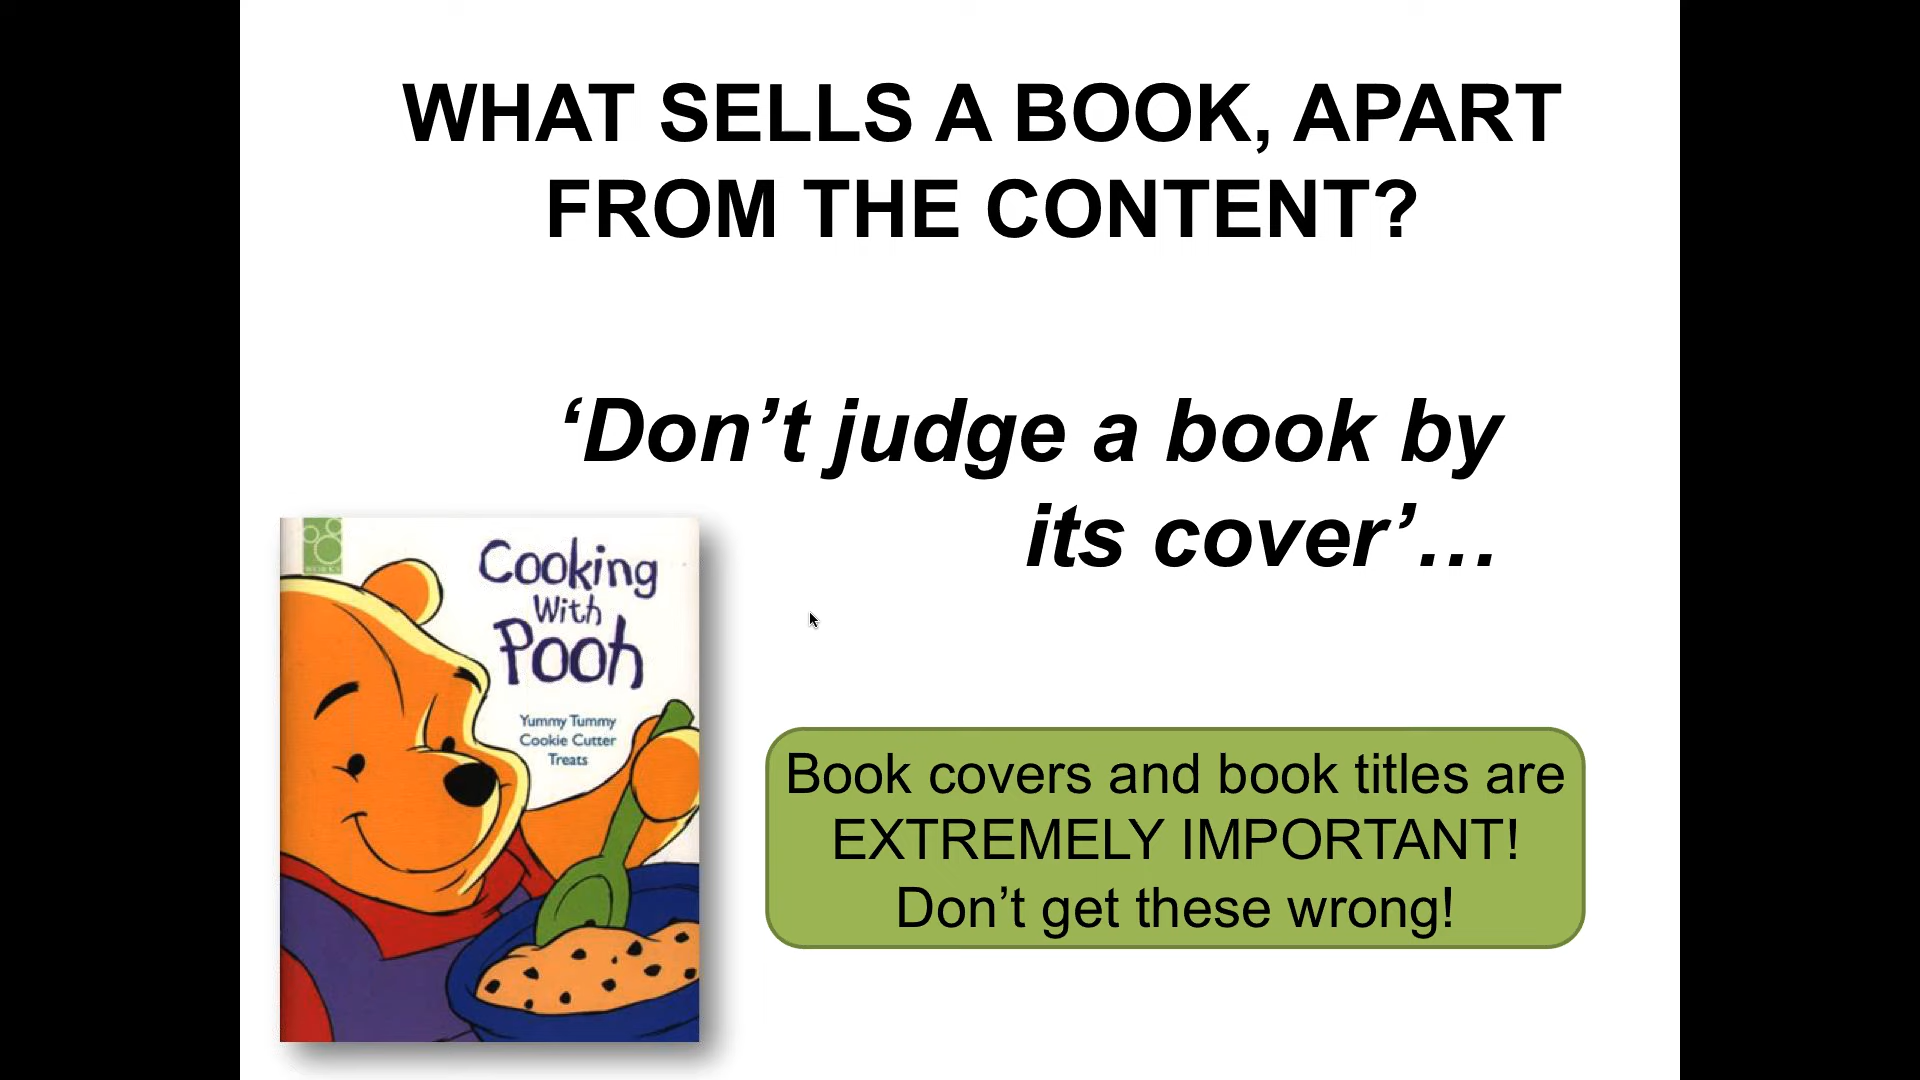 WHAT SELLS A BOOK, APART
FROM THE CONTENT?
‘Don’t judge a book by
its cover’...
Cooking
With
Pooh
Yummy Tummy
Cookie Cutter
Treats
Book covers and book titles are
EXTREMELY IMPORTANT!
Don’t get these wrong!